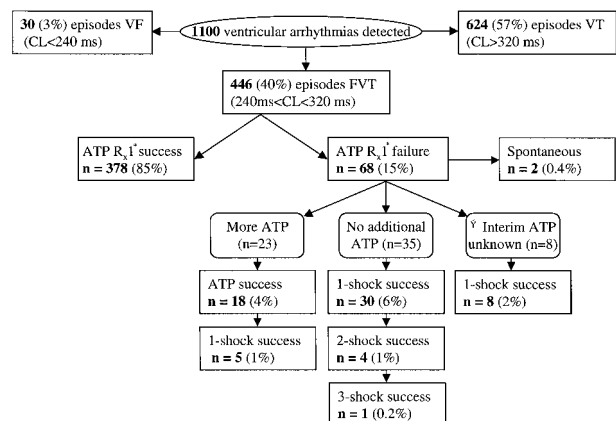 30 (3%) episodes VF
(CL<240 ms)
1100 ventricular arrhythmias detected
624 (57%) episodes VT
(CL>320 ms)
446 (40%) episodes FVT
(240ms<CL<320 ms)
ATP Rx1* success
n = 378 (85%)
ATP Rx1* failure
n = 68 (15%)
Spontaneous
n = 2 (0.4%)
More ATP
(n=23)
No additional
ATP (n=35)
Ÿ Interim ATP
unknown (n=8)
ATP success
n = 18 (4%)
1-shock success
n = 30 (6%)
1-shock success
n = 8 (2%)
1-shock success
n = 5 (1%)
2-shock success
n = 4 (1%)
3-shock success
n = 1 (0.2%)